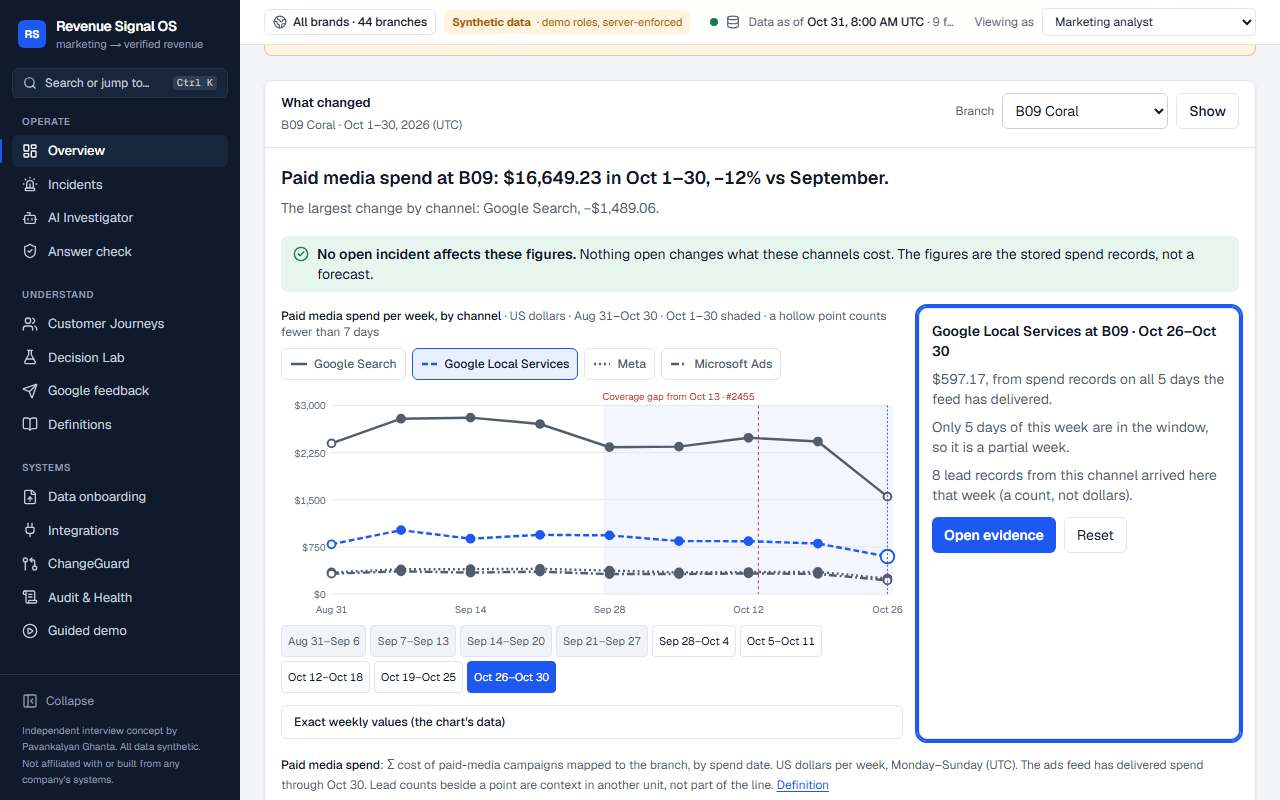 RS
Revenue Signal OS
marketing → verified revenue
Search or jump to...
Ctrl K
OPERATE
Overview
Incidents
AI Investigator
Answer check
UNDERSTAND
Customer Journeys
Decision Lab
Google feedback
Definitions
SYSTEMS
Data onboarding
Integrations
ChangeGuard
Audit & Health
Guided demo
Collapse
Independent interview concept by
Pavankalyan Ghanta. All data synthetic.
Not affiliated with or built from any
company's systems.
All brands · 44 branches
Synthetic data · demo roles, server-enforced
Data as of Oct 31, 8:00 AM UTC · 9 f...
Viewing as
Marketing analyst
What changed
B09 Coral · Oct 1–30, 2026 (UTC)
Branch
B09 Coral
Show
Paid media spend at B09: $16,649.23 in Oct 1–30, −12% vs September.
The largest change by channel: Google Search, −$1,489.06.
No open incident affects these figures. Nothing open changes what these channels cost. The figures are the stored spend records, not a
forecast.
Paid media spend per week, by channel · US dollars · Aug 31–Oct 30 · Oct 1–30 shaded · a hollow point counts
fewer than 7 days
Google Search
Google Local Services
Meta
Microsoft Ads
Coverage gap from Oct 13 · #2455
$3,000
$2,250
$1,500
$750
$0
Aug 31
Sep 14
Sep 28
Oct 12
Oct 26
Aug 31–Sep 6
Sep 7–Sep 13
Sep 14–Sep 20
Sep 21–Sep 27
Sep 28–Oct 4
Oct 5–Oct 11
Oct 12–Oct 18
Oct 19–Oct 25
Oct 26–Oct 30
Exact weekly values (the chart's data)
Google Local Services at B09 · Oct 26–Oct
30
$597.17, from spend records on all 5 days the
feed has delivered.
Only 5 days of this week are in the window,
so it is a partial week.
8 lead records from this channel arrived here
that week (a count, not dollars).
Open evidence
Reset
Paid media spend: Σ cost of paid-media campaigns mapped to the branch, by spend date. US dollars per week, Monday–Sunday (UTC). The ads feed has delivered spend
through Oct 30. Lead counts beside a point are context in another unit, not part of the line. Definition